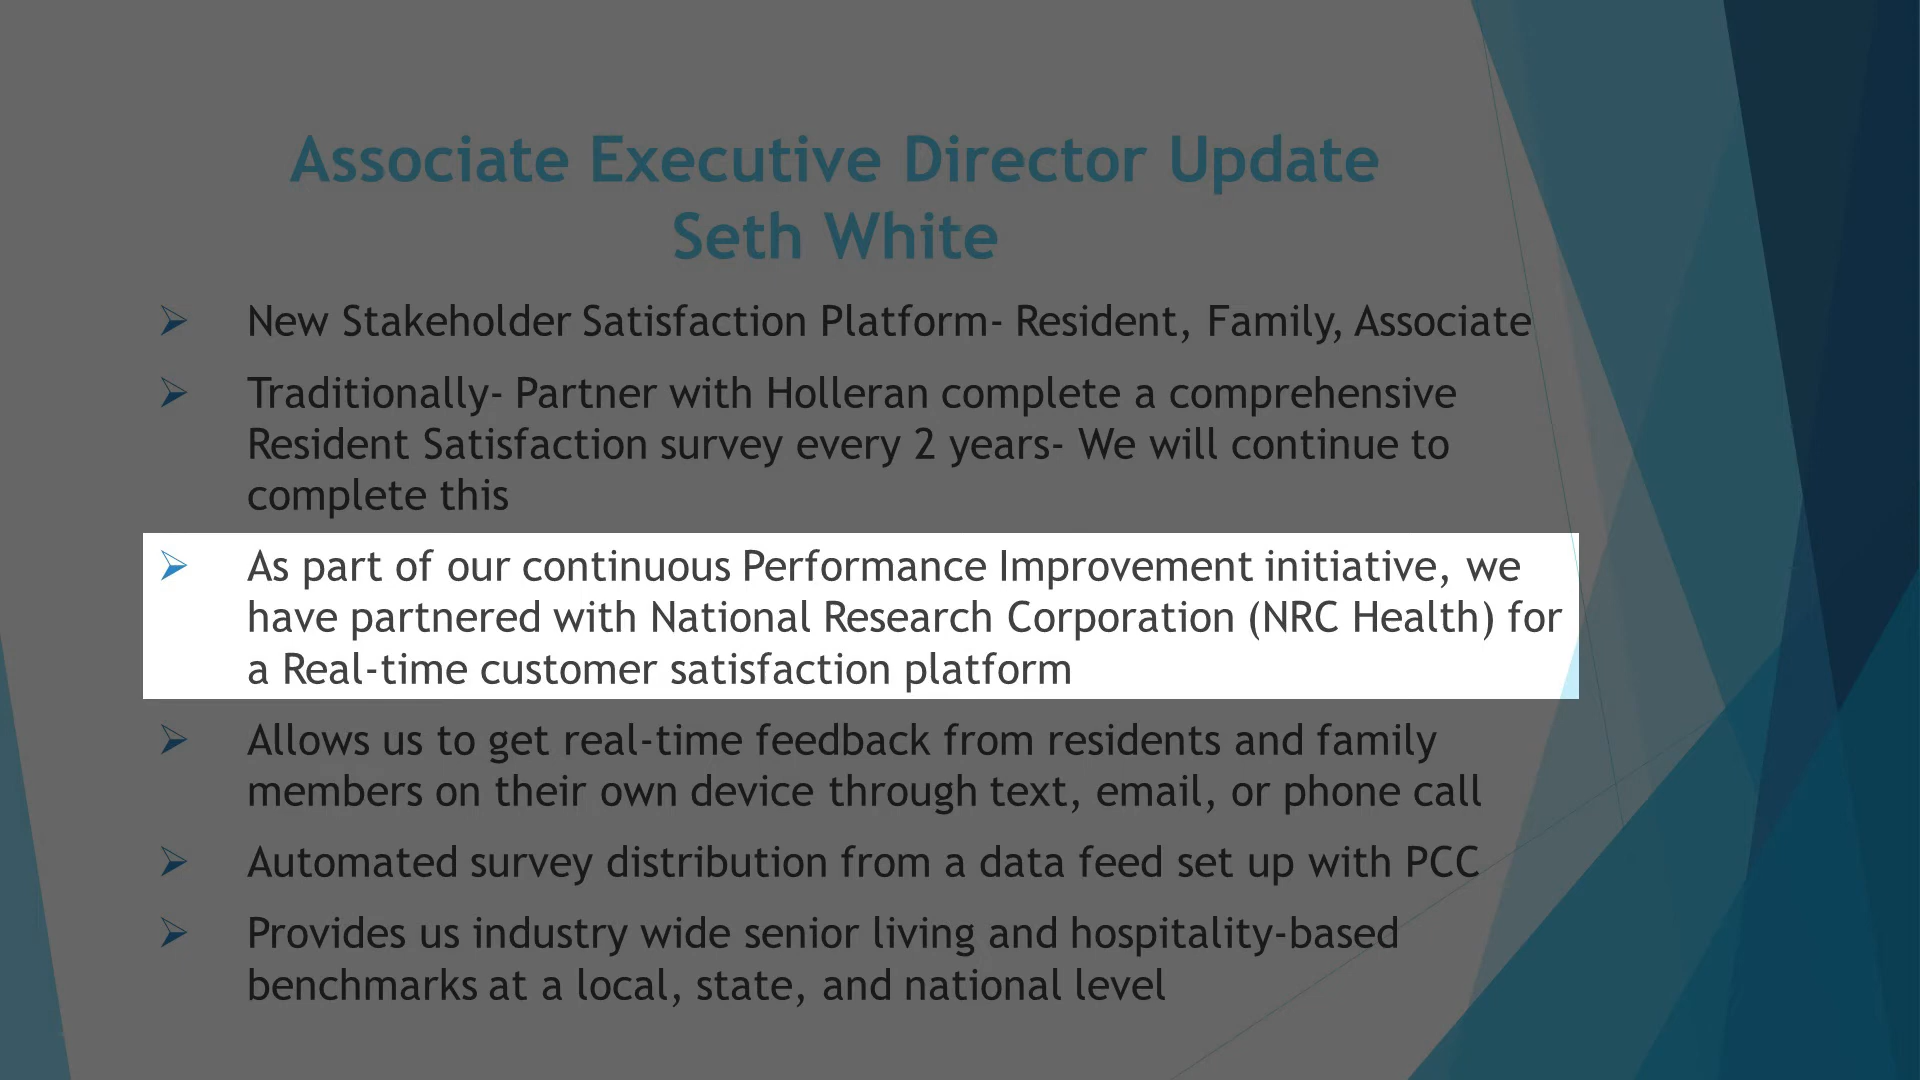 Associate Executive Director Update
Seth White
New Stakeholder Satisfaction Platform- Resident, Family, Associate
Traditionally- Partner with Holleran complete a comprehensive
Resident Satisfaction survey every 2 years- We will continue to
complete this
As part of our continuous Performance Improvement initiative, we
have partnered with National Research Corporation (NRC Health) for
a Real-time customer satisfaction platform
Allows us to get real-time feedback from residents and family
members on their own device through text, email, or phone call
Automated survey distribution from a data feed set up with PCC
Provides us industry wide senior living and hospitality-based
benchmarks at a local, state, and national level